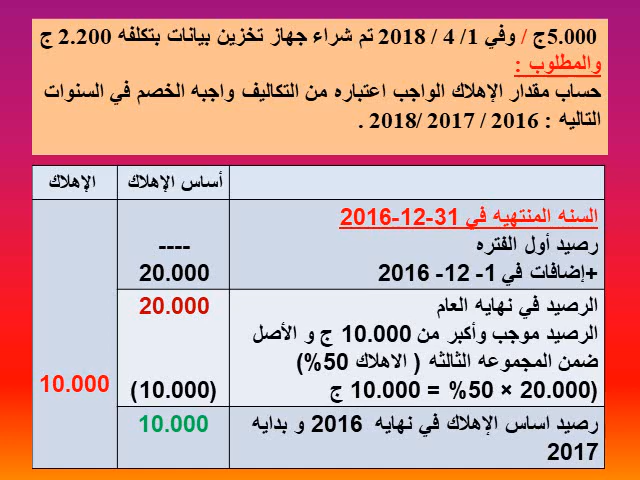 5.000ج / وفي 1/ 4 / 2018 تم شراء جهاز تخزين بيانات بتكلفه 2.200 ج
والمطلوب :
حساب مقدار الإهلاك الواجب اعتباره من التكاليف واجبه الخصم في السنوات
التاليه : 2016 / 2017 /2018 .
أساس الإهلاك الإهلاك
السنه المنتهيه في 31-12-2016
رصيد أول الفتره ----
+إضافات في 1- 12- 2016 20.000
الرصيد في نهايه العام 20.000
الرصيد موجب وأكبر من 10.000 ج و الأصل
ضمن المجموعه الثالثه ( الاهلاك 50%)
(20.000 × 50% = 10.000 ج (10.000) 10.000
رصيد اساس الإهلاك في نهايه 2016 و بدايه 10.000
2017